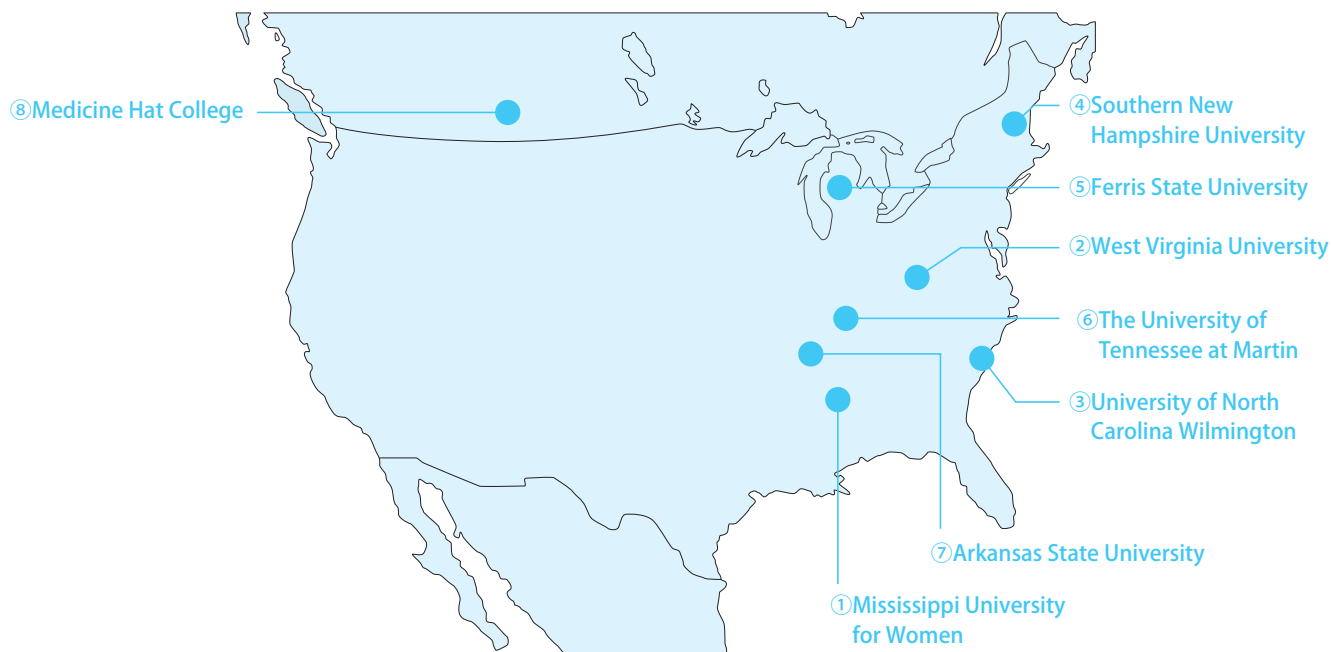 ⑧Medicine Hat College
④Southern New
Hampshire University
⑤Ferris State University
②West Virginia University
⑥The University of
Tennessee at Martin
③University of North
Carolina Wilmington
⑦Arkansas State University
①Mississippi University
for Women